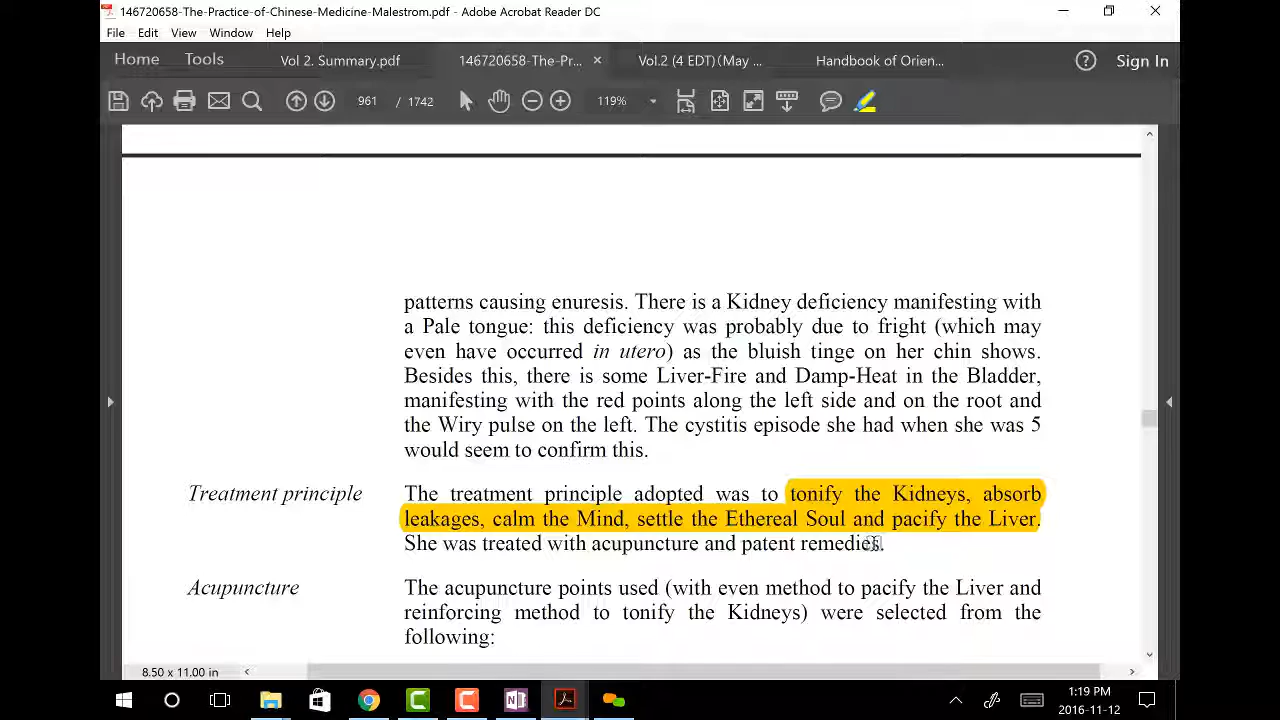 146720658-The-Practice-of-Chinese-Medicine-Malestrom.pdf - Adobe Acrobat Reader DC
File Edit View Window Help
Home Tools Vol 2. Summary.pdf 146720658-The-Pr... × Vol.2 (4 EDT)(May ... Handbook of Orien... Sign In
961 / 1742 119%
patterns causing enuresis. There is a Kidney deficiency manifesting with
a Pale tongue: this deficiency was probably due to fright (which may
even have occurred in utero) as the bluish tinge on her chin shows.
Besides this, there is some Liver-Fire and Damp-Heat in the Bladder,
manifesting with the red points along the left side and on the root and
the Wiry pulse on the left. The cystitis episode she had when she was 5
would seem to confirm this.
Treatment principle The treatment principle adopted was to tonify the Kidneys, absorb
leakages, calm the Mind, settle the Ethereal Soul and pacify the Liver.
She was treated with acupuncture and patent remedies.
Acupuncture The acupuncture points used (with even method to pacify the Liver and
reinforcing method to tonify the Kidneys) were selected from the
following:
8.50 x 11.00 in
1:19 PM
2016-11-12